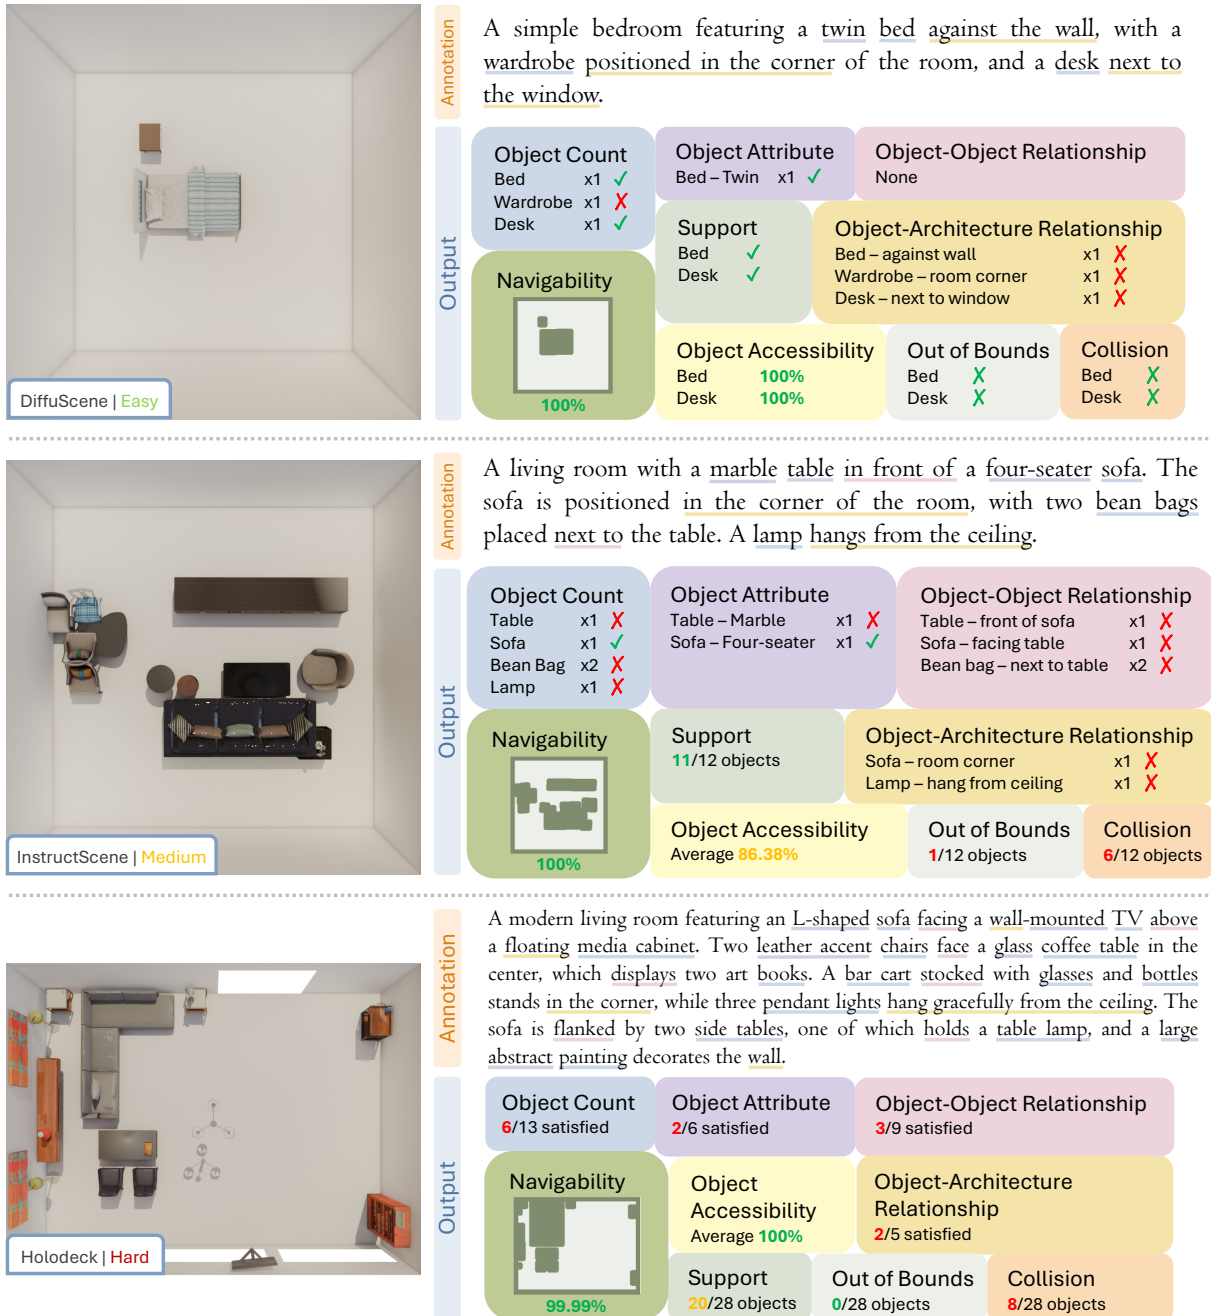 Annotation
A simple bedroom featuring a twin bed against the wall, with a
wardrobe positioned in the corner of the room, and a desk next to
the window.
Output
Object Count
Bed x1 ✓
Wardrobe x1 ✗
Desk x1 ✓
Object Attribute
Bed – Twin x1 ✓
Object-Object Relationship
None
Support
Bed ✓
Desk ✓
Object-Architecture Relationship
Bed – against wall x1 ✗
Wardrobe – room corner x1 ✗
Desk – next to window x1 ✗
Navigability
100%
Object Accessibility
Bed 100%
Desk 100%
Out of Bounds
Bed ✗
Desk ✗
Collision
Bed ✗
Desk ✗
DiffuScene | Easy
Annotation
A living room with a marble table in front of a four-seater sofa. The
sofa is positioned in the corner of the room, with two bean bags
placed next to the table. A lamp hangs from the ceiling.
Output
Object Count
Table x1 ✗
Sofa x1 ✓
Bean Bag x2 ✗
Lamp x1 ✗
Object Attribute
Table – Marble x1 ✗
Sofa – Four-seater x1 ✓
Object-Object Relationship
Table – front of sofa x1 ✗
Sofa – facing table x1 ✗
Bean bag – next to table x2 ✗
Navigability
100%
Support
11/12 objects
Object-Architecture Relationship
Sofa – room corner x1 ✗
Lamp – hang from ceiling x1 ✗
Object Accessibility
Average 86.38%
Out of Bounds
1/12 objects
Collision
6/12 objects
InstructScene | Medium
Annotation
A modern living room featuring an L-shaped sofa facing a wall-mounted TV above
a floating media cabinet. Two leather accent chairs face a glass coffee table in the
center, which displays two art books. A bar cart stocked with glasses and bottles
stands in the corner, while three pendant lights hang gracefully from the ceiling. The
sofa is flanked by two side tables, one of which holds a table lamp, and a large
abstract painting decorates the wall.
Output
Object Count
6/13 satisfied
Object Attribute
2/6 satisfied
Object-Object Relationship
3/9 satisfied
Navigability
99.99%
Object
Accessibility
Average 100%
Object-Architecture
Relationship
2/5 satisfied
Support
20/28 objects
Out of Bounds
0/28 objects
Collision
8/28 objects
Holodeck | Hard